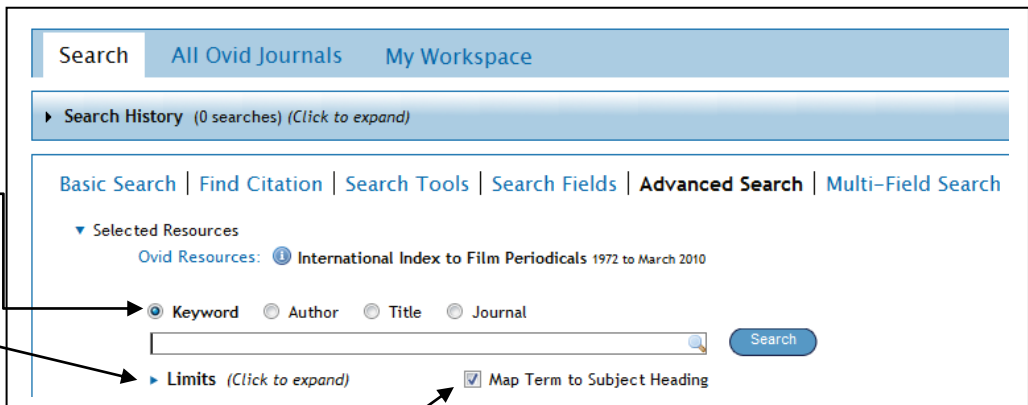 Search All Ovid Journals My Workspace
Search History (0 searches) (Click to expand)
Basic Search | Find Citation | Search Tools | Search Fields | Advanced Search | Multi-Field Search
Selected Resources
Ovid Resources: International Index to Film Periodicals 1972 to March 2010
Keyword Author Title Journal
Search
Limits (Click to expand) Map Term to Subject Heading